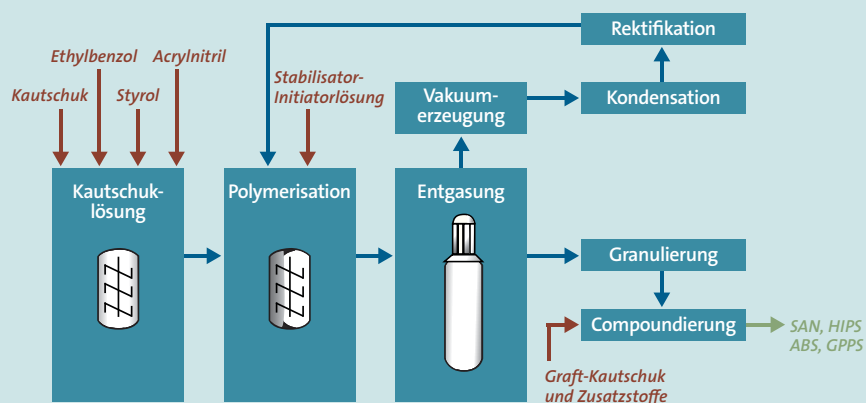 Rektifikation
Ethylbenzol
Acrylnitril
Stabilisator-
Initiatorlösung
Kautschuk
Styrol
Vakuum-
erzeugung
Kondensation
Kautschuk-
lösung
Polymerisation
Entgasung
Granulierung
Compoundierung
SAN, HIPS
ABS, GPPS
Graft-Kautschuk
und Zusatzstoffe